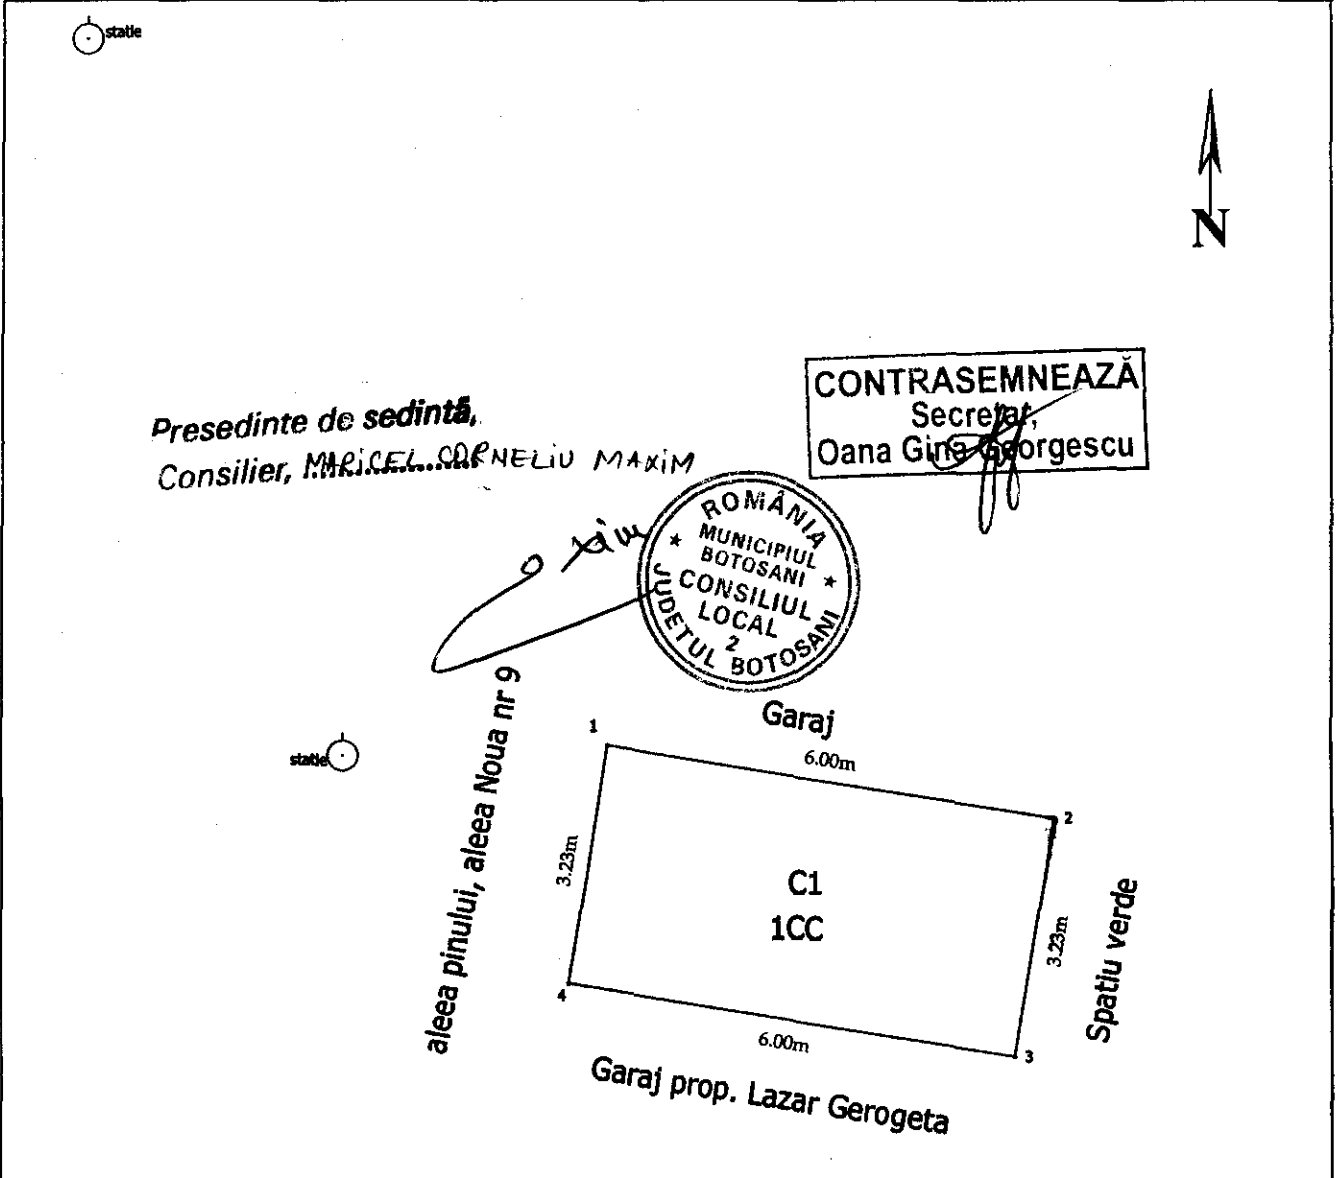 statie
N
CONTRASEMNEAZĂ
Secretar,
Oana Gina Georgescu
Presedinte de sedintă,
Consilier, MARiCEL CORNELiU MAXiM
ROMÂNIA
MUNICIPIUL
BOTOSANI
CONSILIUL
LOCAL
2
JUDETUL BOTOSANI
Garaj
statie
aleea pinului, aleea Noua nr 9
1
6.00m
2
3.23m
C1
1CC
3.23m
Spatiu verde
4
6.00m
3
Garaj prop. Lazar Gerogeta